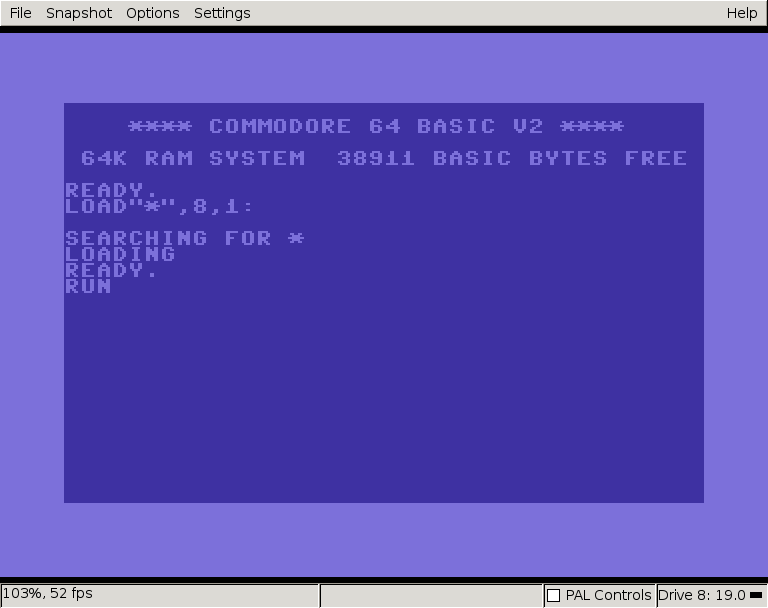 File Snapshot Options Settings Help
**** COMMODORE 64 BASIC V2 ****
64K RAM SYSTEM  38911 BASIC BYTES FREE
READY.
LOAD"*",8,1:
SEARCHING FOR *
LOADING
READY.
RUN
103%, 52 fps PAL Controls Drive 8: 19.0